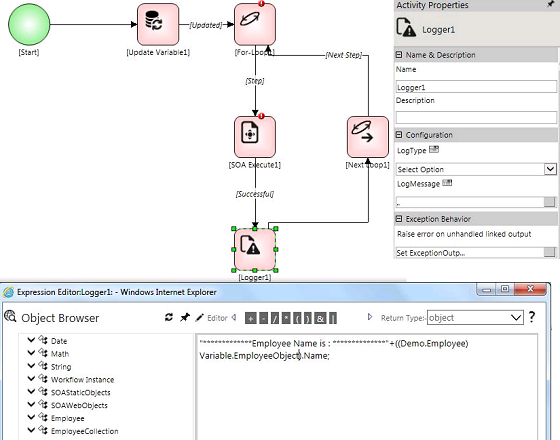 Activity Properties
Logger1
Name & Description
Name
Logger1
Description
Configuration
LogType
Select Option
LogMessage
..
Exception Behavior
Raise error on unhandled linked output
Set ExceptionOutp...
[Start]
[Update Variable1]
[Updated]
[For-Loop1]
[Next Step]
[Step]
[SOA Execute1]
[Next Loop1]
[Successful]
[Logger1]
Expression Editor:Logger1: - Windows Internet Explorer
Object Browser
Editor
+ - / * ( ) & |
Return Type: object
?
Date
Math
String
Workflow Instance
SOAStaticObjects
SOAWebObjects
Employee
EmployeeCollection
"*************Employee Name is : **************"+((Demo.Employee)
Variable.EmployeeObject).Name;